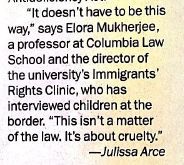 "It doesn't have to be this
way," says Elora Mukherjee,
a professor at Columbia Law
School and the director of
the university's Immigrants'
Rights Clinic, who has
interviewed children at the
border. "This isn't a matter
of the law. It's about cruelty."
—Julissa Arce